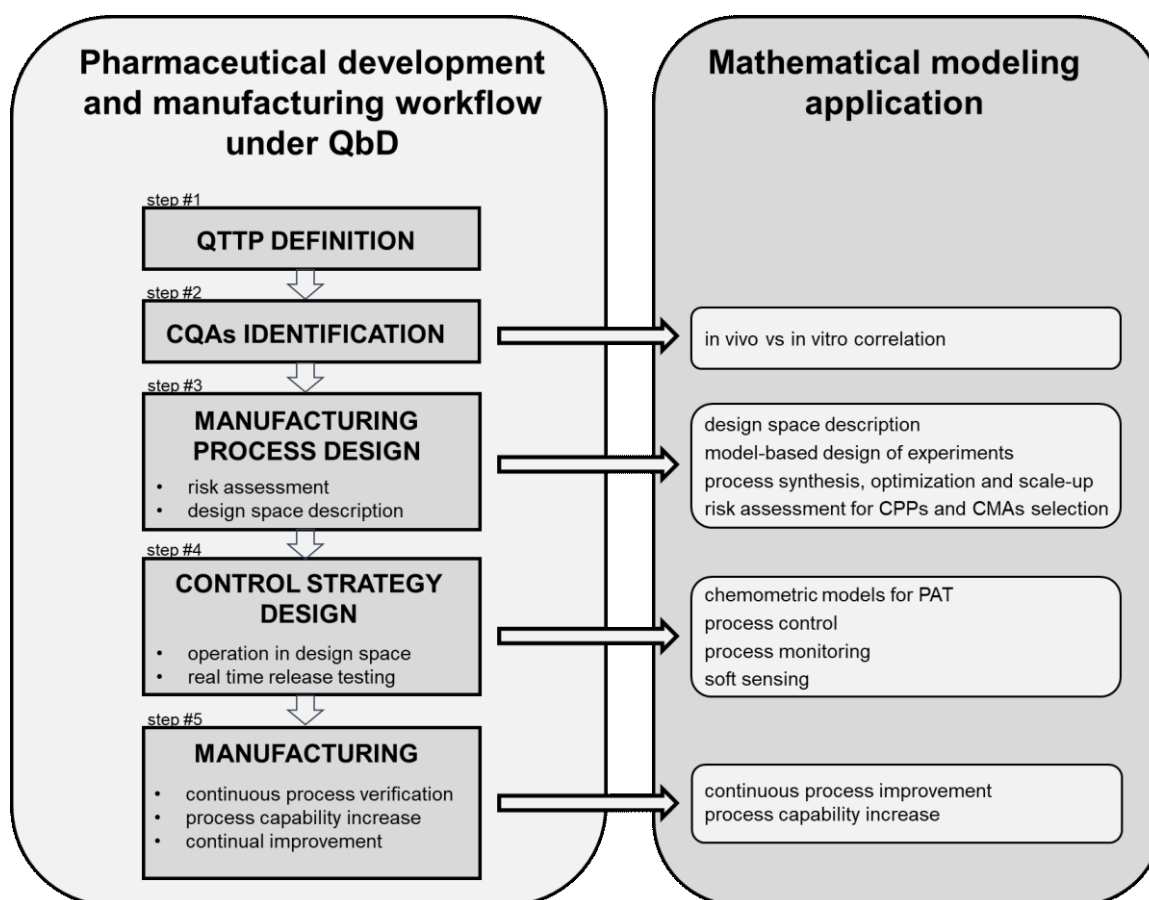 Pharmaceutical development
and manufacturing workflow
under QbD
step #1
QTTP DEFINITION
step #2
CQAs IDENTIFICATION
step #3
MANUFACTURING
PROCESS DESIGN
• risk assessment
• design space description
step #4
CONTROL STRATEGY
DESIGN
• operation in design space
• real time release testing
step #5
MANUFACTURING
• continuous process verification
• process capability increase
• continual improvement
Mathematical modeling
application
in vivo vs in vitro correlation
design space description
model-based design of experiments
process synthesis, optimization and scale-up
risk assessment for CPPs and CMAs selection
chemometric models for PAT
process control
process monitoring
soft sensing
continuous process improvement
process capability increase